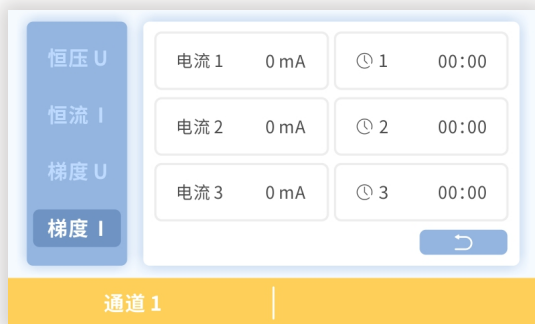 恒压 U
恒流 I
梯度 U
梯度 I
电流 1 0 mA 1 00:00
电流 2 0 mA 2 00:00
电流 3 0 mA 3 00:00
通道 1